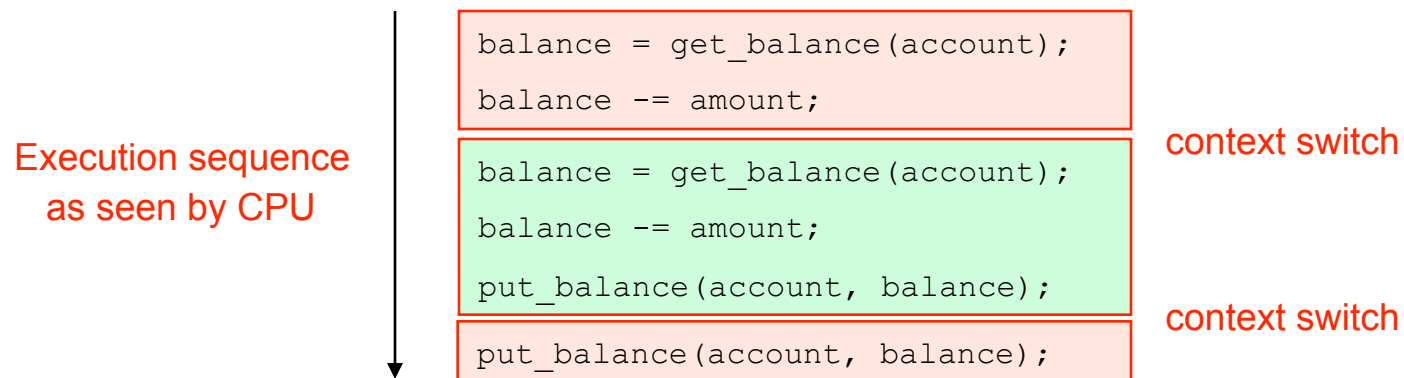 Execution sequence
as seen by CPU
balance = get_balance(account);
balance -= amount;
context switch
balance = get_balance(account);
balance -= amount;
put_balance(account, balance);
context switch
put_balance(account, balance);